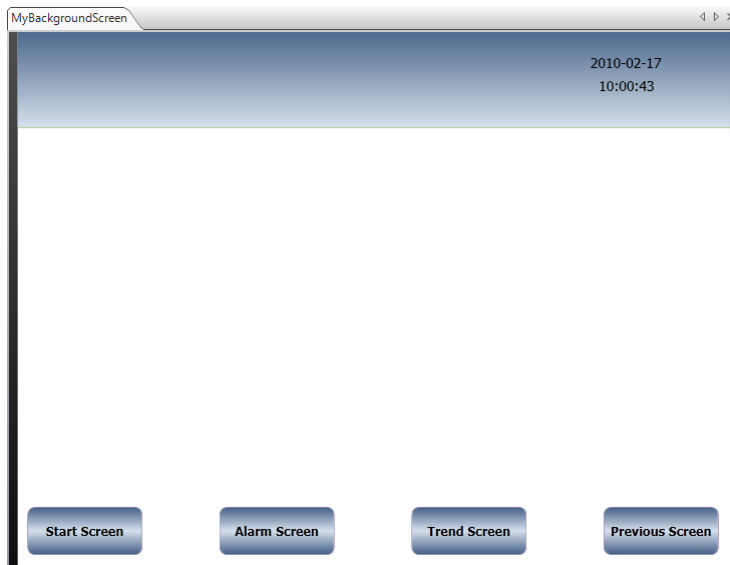 MyBackgroundScreen
2010-02-17
10:00:43
Start Screen
Alarm Screen
Trend Screen
Previous Screen